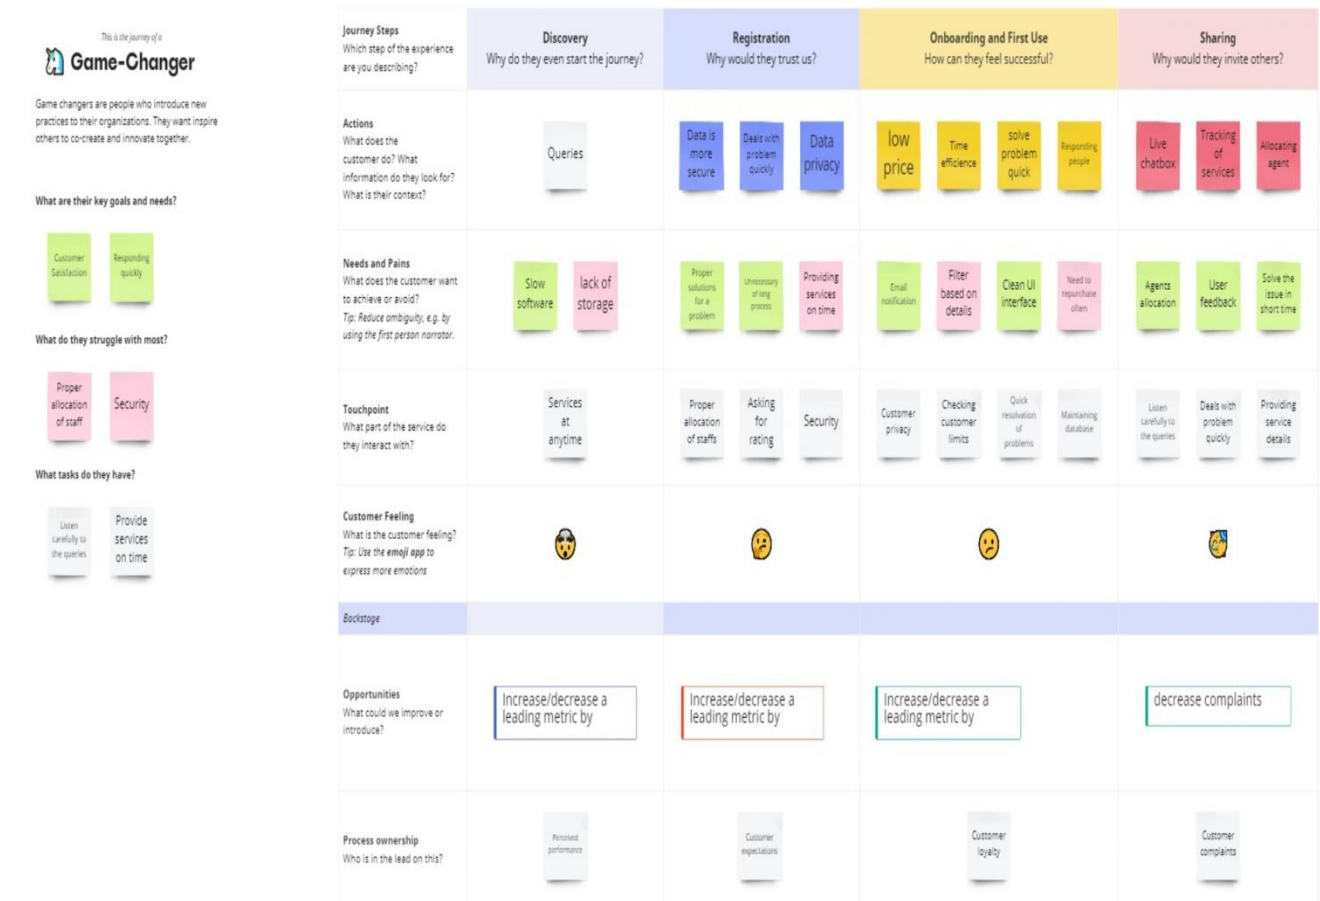 This is the journey of a
Game-Changer
Game changers are people who introduce new
practices to their organizations. They want inspire
others to co-create and innovate together.
What are their key goals and needs?
Customer
Satisfaction
Responding
quickly
What do they struggle with most?
Proper
allocation
of staff
Security
What tasks do they have?
Listen
carefully to
the queries
Provide
services
on time
Journey Steps
Which step of the experience
are you describing?
Discovery
Why do they even start the journey?
Registration
Why would they trust us?
Onboarding and First Use
How can they feel successful?
Sharing
Why would they invite others?
Actions
What does the
customer do? What
information do they look for?
What is their context?
Queries
Data is
more
secure
Deals with
problem
quickly
Data
privacy
low
price
Time
efficience
solve
problem
quick
Responding
people
Live
chatbox
Tracking
of
services
Allocating
agent
Needs and Pains
What does the customer want
to achieve or avoid?
Tip: Reduce ambiguity, e.g. by
using the first person narrator.
Slow
software
lack of
storage
Proper
solutions
for a
problem
Unnecessary
of long
process
Providing
services
on time
Email
notification
Filter
based on
details
Clean UI
interface
Need to
repurchase
often
Agents
allocation
User
feedback
Solve the
issue in
short time
Touchpoint
What part of the service do
they interact with?
Services
at
anytime
Proper
allocation
of staffs
Asking
for
rating
Security
Customer
privacy
Checking
customer
limits
Quick
resolvation
of
problems
Maintaining
database
Listen
carefully to
the queries
Deals with
problem
quickly
Providing
service
details
Customer Feeling
What is the customer feeling?
Tip: Use the emoji app to
express more emotions
Backstage
Opportunities
What could we improve or
introduce?
Increase/decrease a
leading metric by
Increase/decrease a
leading metric by
Increase/decrease a
leading metric by
decrease complaints
Process ownership
Who is in the lead on this?
Perceived
performance
Customer
expectations
Customer
loyalty
Customer
complaints